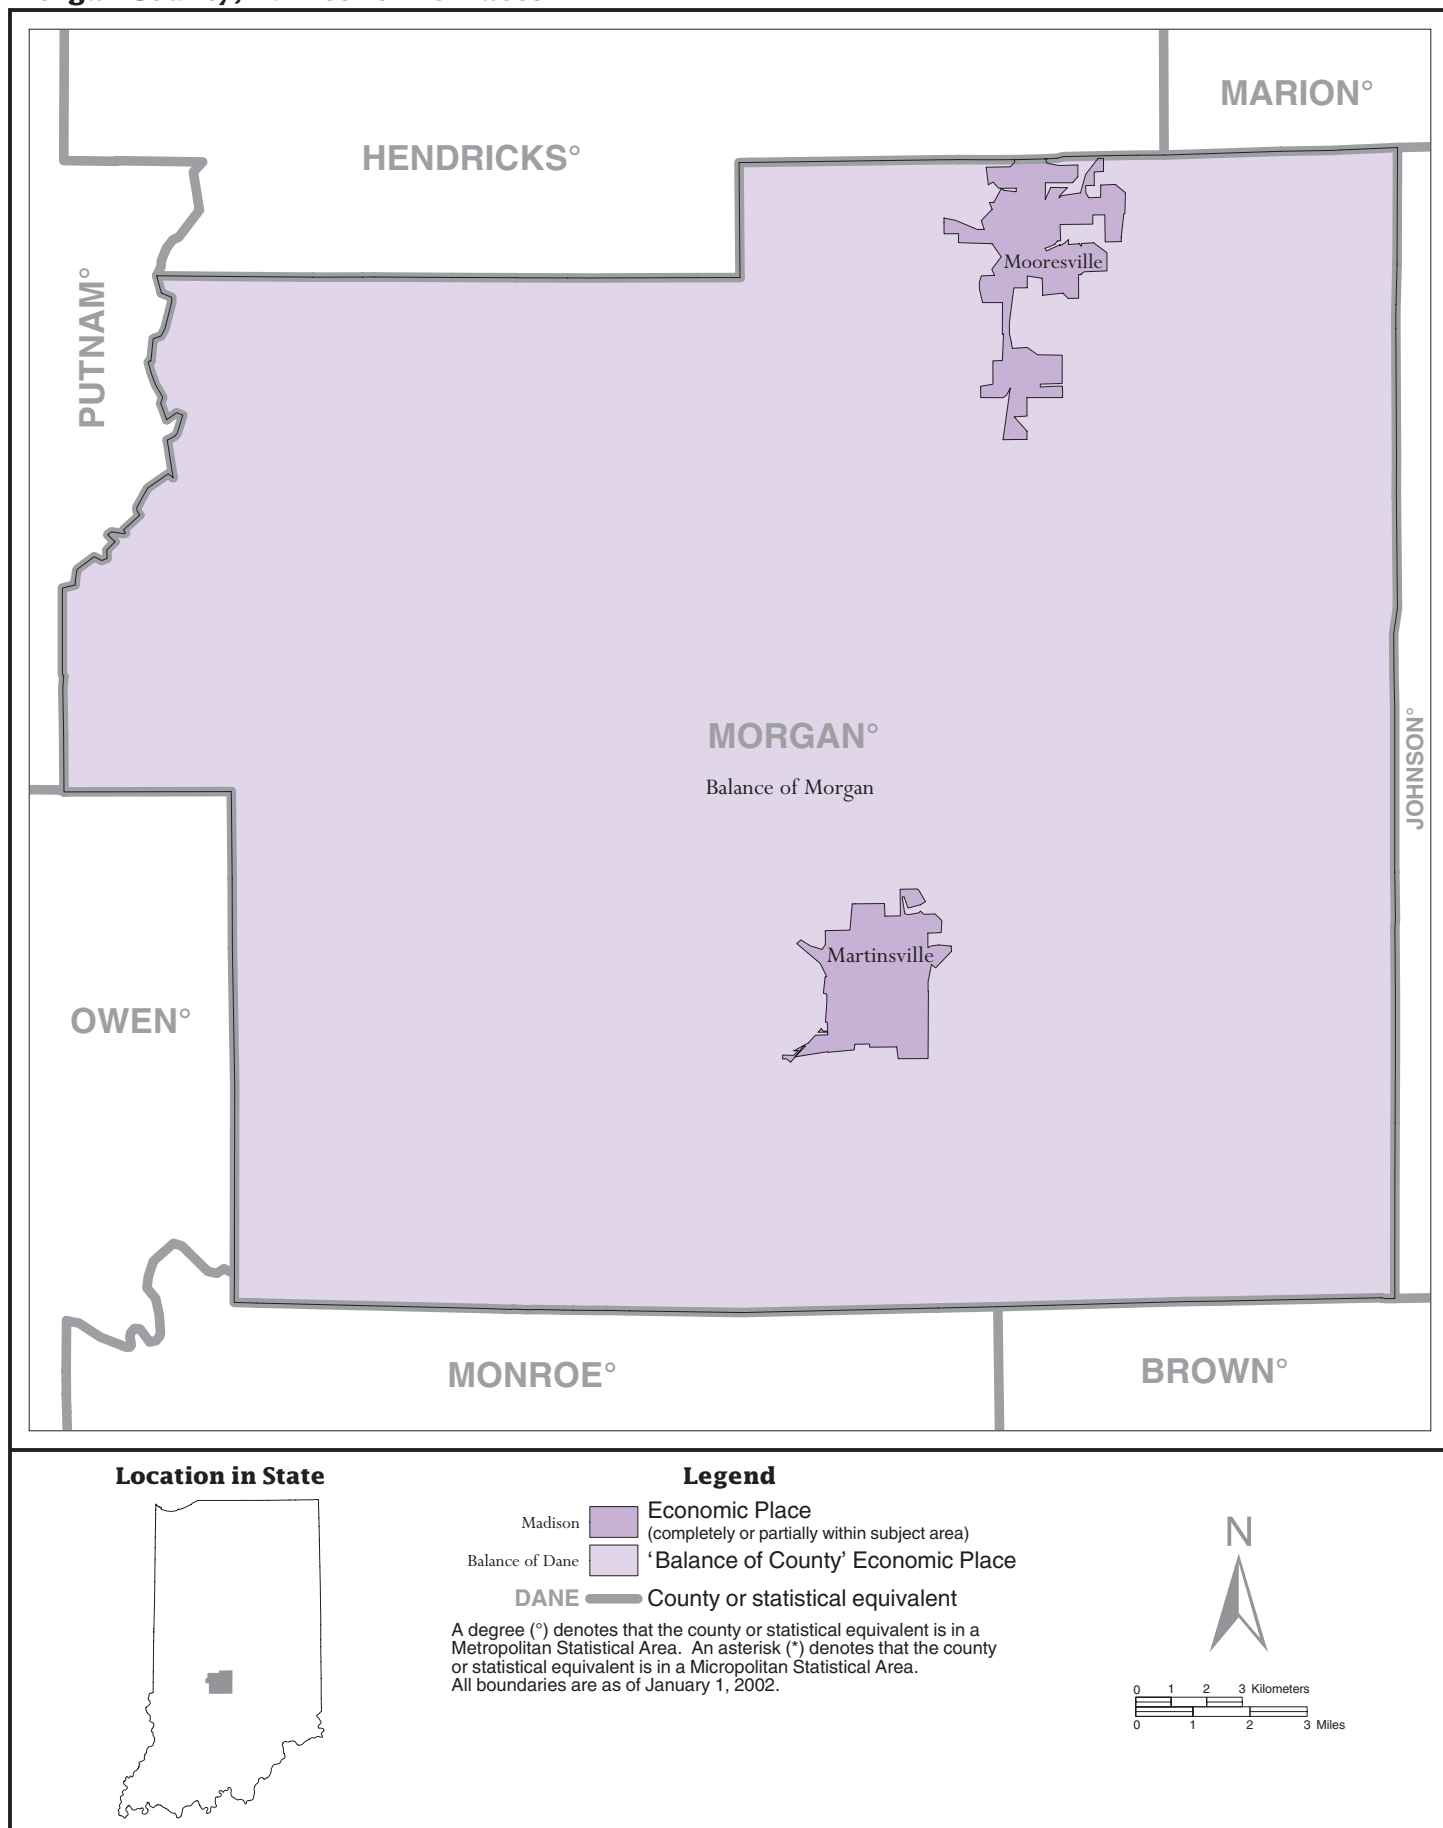 MARION°
HENDRICKS°
PUTNAM°
Mooresville
MORGAN°
Balance of Morgan
JOHNSON°
Martinsville
OWEN°
MONROE°
BROWN°
Location in State
Legend
Madison
Economic Place
(completely or partially within subject area)
Balance of Dane
‘Balance of County’ Economic Place
DANE
County or statistical equivalent
A degree (°) denotes that the county or statistical equivalent is in a
Metropolitan Statistical Area. An asterisk (*) denotes that the county
or statistical equivalent is in a Micropolitan Statistical Area.
All boundaries are as of January 1, 2002.
N
0 1 2 3 Kilometers
0 1 2 3 Miles